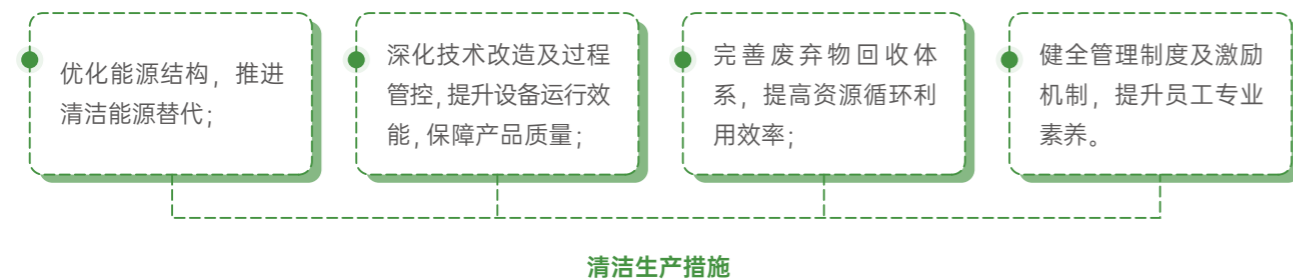 优化能源结构，推进
清洁能源替代；
深化技术改造及过程
管控，提升设备运行效
能，保障产品质量；
完善废弃物回收体
系，提高资源循环利
用效率；
健全管理制度及激励
机制，提升员工专业
素养。
清洁生产措施